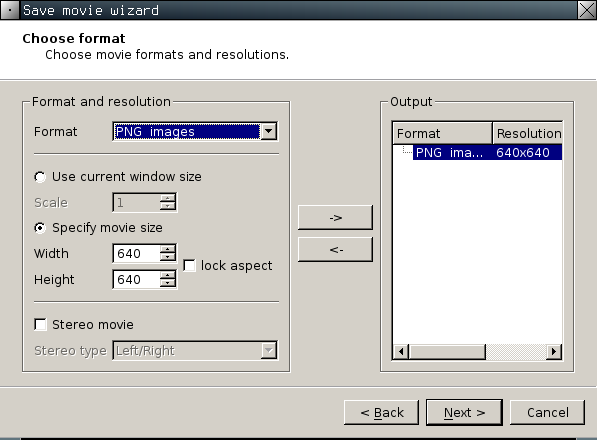 Save movie wizard
Choose format
Choose movie formats and resolutions.
Format and resolution
Format
PNG images
Use current window size
Scale
1
Specify movie size
Width
640
Height
640
lock aspect
Stereo movie
Stereo type
Left/Right
->
<-
Output
Format
Resolution
PNG ima...
640x640
< Back
Next >
Cancel